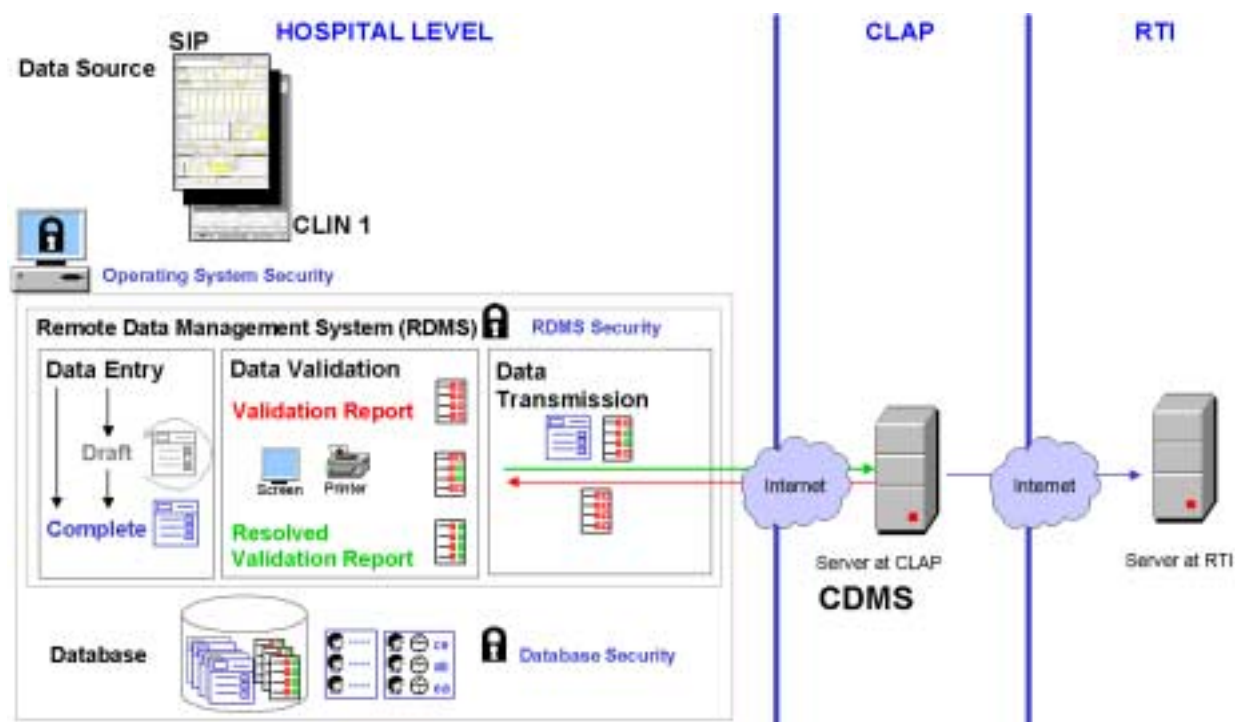 HOSPITAL LEVEL
CLAP
RTI
SIP
Data Source
CLIN 1
Operating System Security
Remote Data Management System (RDMS)
RDMS Security
Data Entry
Draft
Complete
Data Validation
Validation Report
Screen
Printer
Resolved
Validation Report
Data
Transmission
Internet
Internet
Server at CLAP
CDMS
Server at RTI
Database
Database Security